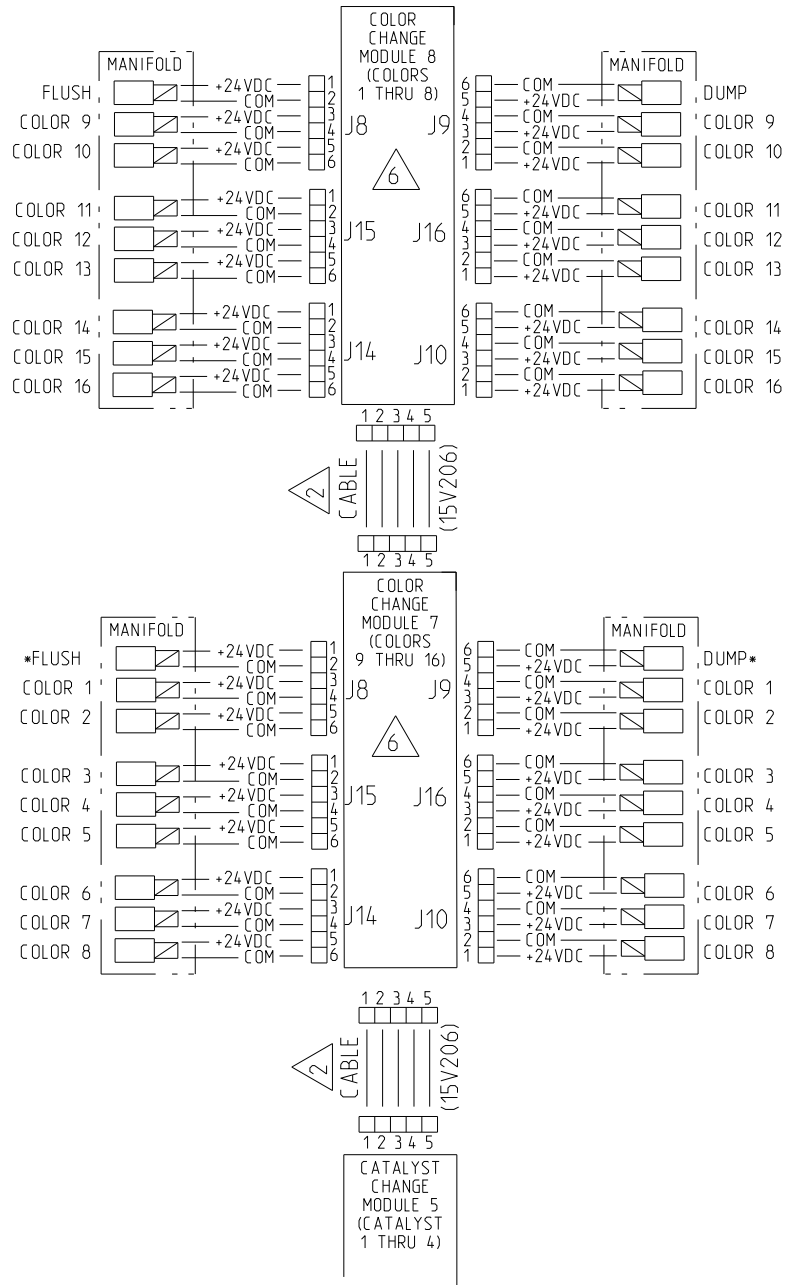 COLOR
CHANGE
MODULE 8
(COLORS
1 THRU 8)
MANIFOLD
MANIFOLD
FLUSH +24VDC 1 6 COM DUMP
COM 2 5 +24VDC
COLOR 9 +24VDC 3 4 COM COLOR 9
COM 4 3 +24VDC
COLOR 10 +24VDC 5 2 COM COLOR 10
COM 6 1 +24VDC
J8 J9
6
COLOR 11 +24VDC 1 6 COM COLOR 11
COM 2 5 +24VDC
COLOR 12 +24VDC 3 4 COM COLOR 12
COM 4 3 +24VDC
COLOR 13 +24VDC 5 2 COM COLOR 13
COM 6 1 +24VDC
J15 J16
COLOR 14 +24VDC 1 6 COM COLOR 14
COM 2 5 +24VDC
COLOR 15 +24VDC 3 4 COM COLOR 15
COM 4 3 +24VDC
COLOR 16 +24VDC 5 2 COM COLOR 16
COM 6 1 +24VDC
J14 J10
1 2 3 4 5
2
CABLE
(15V206)
1 2 3 4 5
COLOR
CHANGE
MODULE 7
(COLORS
9 THRU 16)
MANIFOLD
MANIFOLD
*FLUSH +24VDC 1 6 COM DUMP*
COM 2 5 +24VDC
COLOR 1 +24VDC 3 4 COM COLOR 1
COM 4 3 +24VDC
COLOR 2 +24VDC 5 2 COM COLOR 2
COM 6 1 +24VDC
J8 J9
6
COLOR 3 +24VDC 1 6 COM COLOR 3
COM 2 5 +24VDC
COLOR 4 +24VDC 3 4 COM COLOR 4
COM 4 3 +24VDC
COLOR 5 +24VDC 5 2 COM COLOR 5
COM 6 1 +24VDC
J15 J16
COLOR 6 +24VDC 1 6 COM COLOR 6
COM 2 5 +24VDC
COLOR 7 +24VDC 3 4 COM COLOR 7
COM 4 3 +24VDC
COLOR 8 +24VDC 5 2 COM COLOR 8
COM 6 1 +24VDC
J14 J10
1 2 3 4 5
2
CABLE
(15V206)
1 2 3 4 5
CATALYST
CHANGE
MODULE 5
(CATALYST
1 THRU 4)